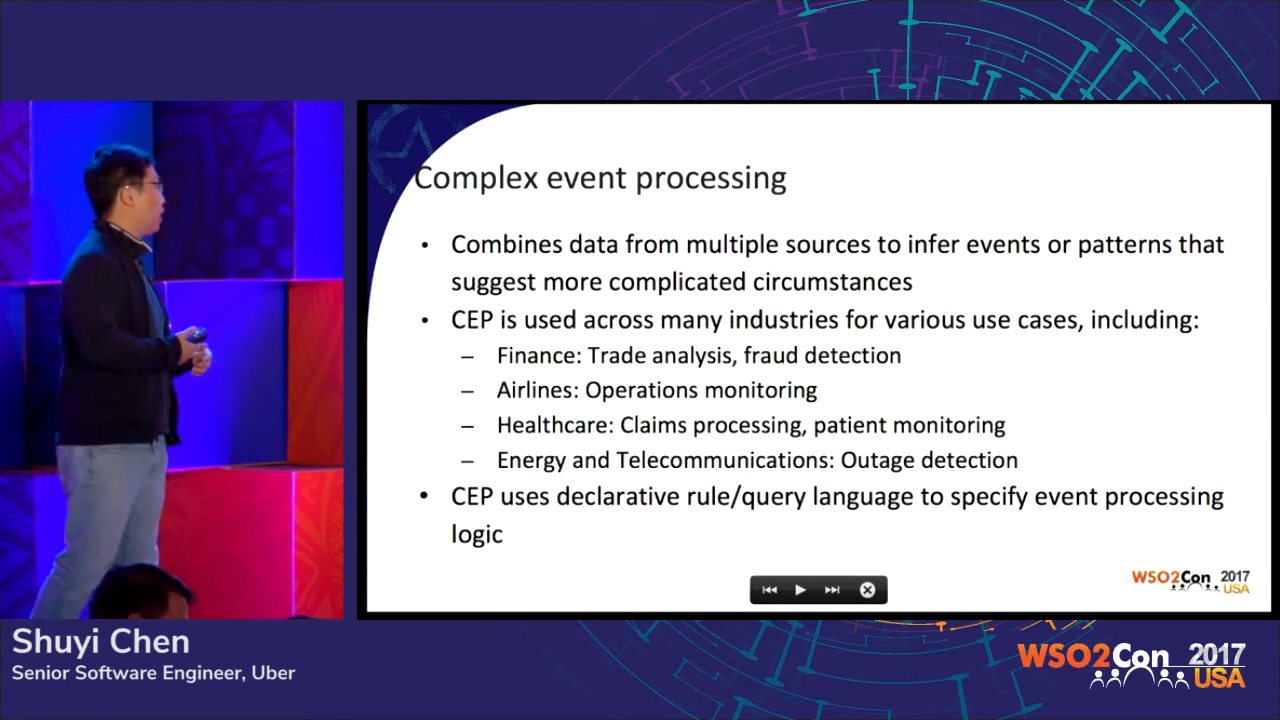 Complex event processing
• Combines data from multiple sources to infer events or patterns that
suggest more complicated circumstances
• CEP is used across many industries for various use cases, including:
– Finance: Trade analysis, fraud detection
– Airlines: Operations monitoring
– Healthcare: Claims processing, patient monitoring
– Energy and Telecommunications: Outage detection
• CEP uses declarative rule/query language to specify event processing
logic
WSO2Con 2017
USA
Shuyi Chen
Senior Software Engineer, Uber
WSO2Con 2017
USA